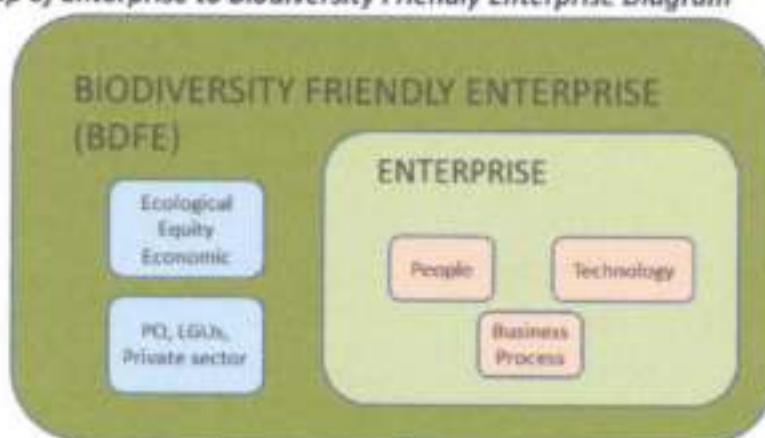 of Enterprise to Biodiversity Friendly Enterprise Diagram
BIODIVERSITY FRIENDLY ENTERPRISE
(BDFE)
ENTERPRISE
Ecological
Equity
Economic
People
Technology
PO, LGUs,
Private sector
Business
Process